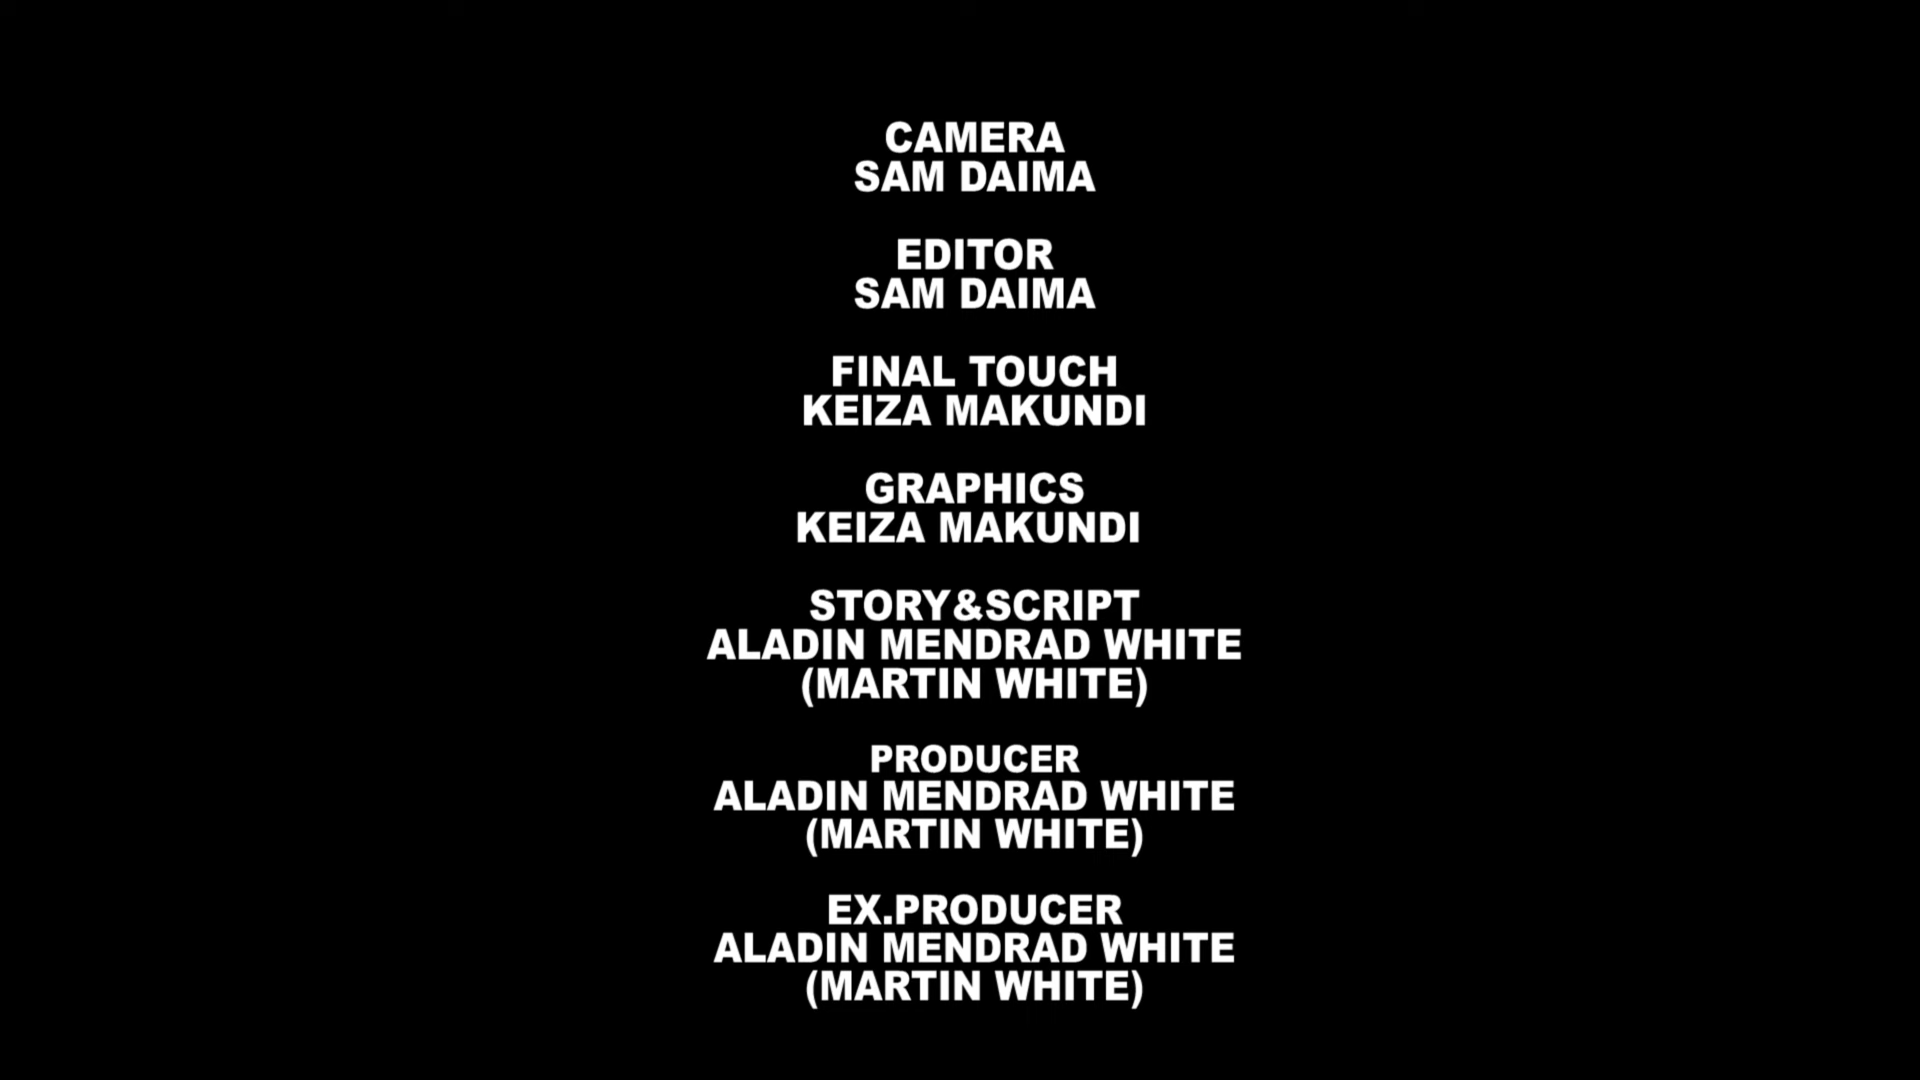 CAMERA
SAM DAIMA
EDITOR
SAM DAIMA
FINAL TOUCH
KEIZA MAKUNDI
GRAPHICS
KEIZA MAKUNDI
STORY&SCRIPT
ALADIN MENDRAD WHITE
(MARTIN WHITE)
PRODUCER
ALADIN MENDRAD WHITE
(MARTIN WHITE)
EX.PRODUCER
ALADIN MENDRAD WHITE
(MARTIN WHITE)